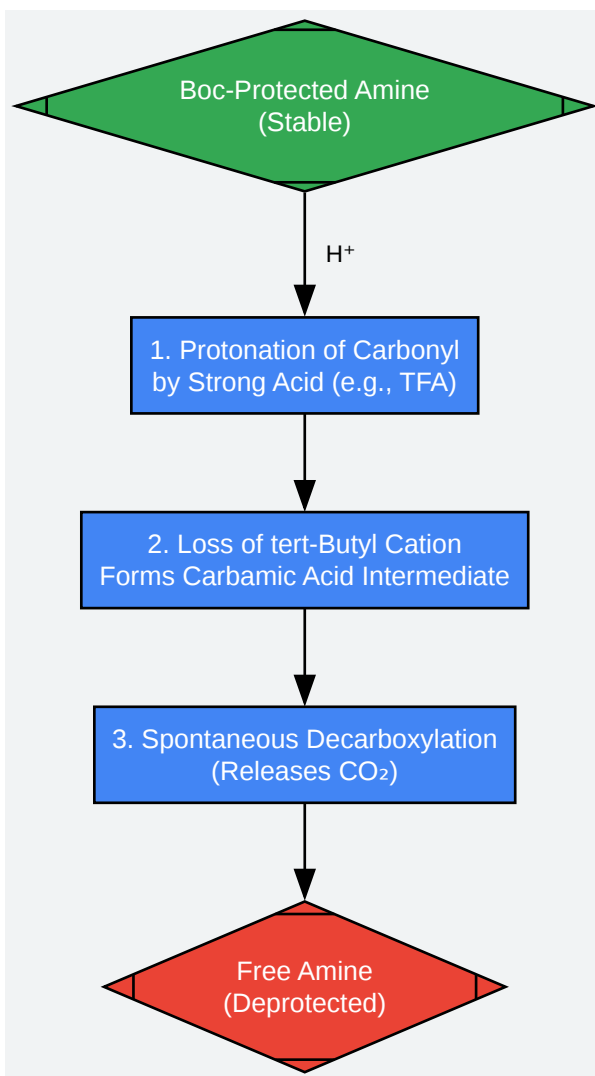 Boc-Protected Amine
(Stable)
H⁺
1. Protonation of Carbonyl
by Strong Acid (e.g., TFA)
2. Loss of tert-Butyl Cation
Forms Carbamic Acid Intermediate
3. Spontaneous Decarboxylation
(Releases CO₂)
Free Amine
(Deprotected)